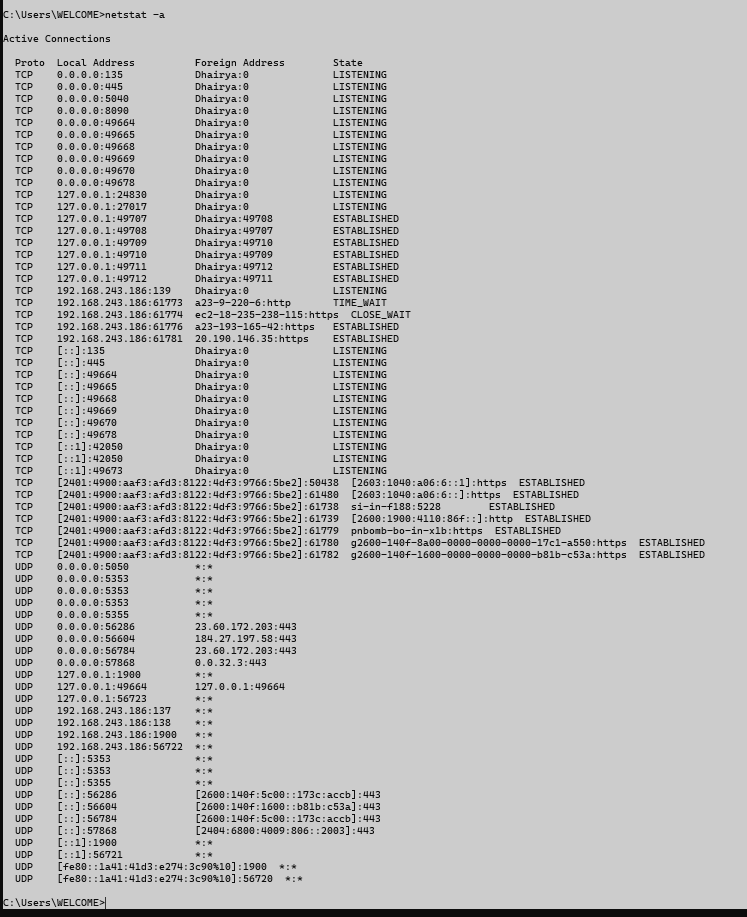 C:\Users\WELCOME>netstat -a
Active Connections
Proto  Local Address          Foreign Address        State
TCP    0.0.0.0:135            Dhairya:0              LISTENING
TCP    0.0.0.0:445            Dhairya:0              LISTENING
TCP    0.0.0.0:5040           Dhairya:0              LISTENING
TCP    0.0.0.0:8090           Dhairya:0              LISTENING
TCP    0.0.0.0:49664          Dhairya:0              LISTENING
TCP    0.0.0.0:49665          Dhairya:0              LISTENING
TCP    0.0.0.0:49668          Dhairya:0              LISTENING
TCP    0.0.0.0:49669          Dhairya:0              LISTENING
TCP    0.0.0.0:49670          Dhairya:0              LISTENING
TCP    0.0.0.0:49678          Dhairya:0              LISTENING
TCP    127.0.0.1:24830        Dhairya:0              LISTENING
TCP    127.0.0.1:27017        Dhairya:0              LISTENING
TCP    127.0.0.1:49707        Dhairya:49708          ESTABLISHED
TCP    127.0.0.1:49708        Dhairya:49707          ESTABLISHED
TCP    127.0.0.1:49709        Dhairya:49710          ESTABLISHED
TCP    127.0.0.1:49710        Dhairya:49709          ESTABLISHED
TCP    127.0.0.1:49711        Dhairya:49712          ESTABLISHED
TCP    127.0.0.1:49712        Dhairya:49711          ESTABLISHED
TCP    192.168.243.186:139    Dhairya:0              LISTENING
TCP    192.168.243.186:61773  a23-9-220-6:http       TIME_WAIT
TCP    192.168.243.186:61774  ec2-18-235-238-115:https  CLOSE_WAIT
TCP    192.168.243.186:61776  a23-193-165-42:https   ESTABLISHED
TCP    192.168.243.186:61781  20.190.146.35:https    ESTABLISHED
TCP    [::]:135               Dhairya:0              LISTENING
TCP    [::]:445               Dhairya:0              LISTENING
TCP    [::]:49664             Dhairya:0              LISTENING
TCP    [::]:49665             Dhairya:0              LISTENING
TCP    [::]:49668             Dhairya:0              LISTENING
TCP    [::]:49669             Dhairya:0              LISTENING
TCP    [::]:49670             Dhairya:0              LISTENING
TCP    [::]:49678             Dhairya:0              LISTENING
TCP    [::1]:42050            Dhairya:0              LISTENING
TCP    [::1]:42050            Dhairya:0              LISTENING
TCP    [::1]:49673            Dhairya:0              LISTENING
TCP    [2401:4900:aaf3:afd3:8122:4df3:9766:5be2]:50438  [2603:1040:a06:6::1]:https  ESTABLISHED
TCP    [2401:4900:aaf3:afd3:8122:4df3:9766:5be2]:61480  [2603:1040:a06:6::]:https  ESTABLISHED
TCP    [2401:4900:aaf3:afd3:8122:4df3:9766:5be2]:61738  si-in-f188:5228        ESTABLISHED
TCP    [2401:4900:aaf3:afd3:8122:4df3:9766:5be2]:61739  [2600:1900:4110:86f::]:http  ESTABLISHED
TCP    [2401:4900:aaf3:afd3:8122:4df3:9766:5be2]:61779  pnbomb-bo-in-x1b:https  ESTABLISHED
TCP    [2401:4900:aaf3:afd3:8122:4df3:9766:5be2]:61780  g2600-140f-8a00-0000-0000-0000-17c1-a550:https  ESTABLISHED
TCP    [2401:4900:aaf3:afd3:8122:4df3:9766:5be2]:61782  g2600-140f-1600-0000-0000-0000-b81b-c53a:https  ESTABLISHED
UDP    0.0.0.0:5050           *:*
UDP    0.0.0.0:5353           *:*
UDP    0.0.0.0:5353           *:*
UDP    0.0.0.0:5353           *:*
UDP    0.0.0.0:5355           *:*
UDP    0.0.0.0:56286          23.60.172.203:443
UDP    0.0.0.0:56604          184.27.197.58:443
UDP    0.0.0.0:56784          23.60.172.203:443
UDP    0.0.0.0:57868          0.0.32.3:443
UDP    127.0.0.1:1900         *:*
UDP    127.0.0.1:49664        127.0.0.1:49664
UDP    127.0.0.1:56723        *:*
UDP    192.168.243.186:137    *:*
UDP    192.168.243.186:138    *:*
UDP    192.168.243.186:1900   *:*
UDP    192.168.243.186:56722  *:*
UDP    [::]:5353              *:*
UDP    [::]:5353              *:*
UDP    [::]:5355              *:*
UDP    [::]:56286             [2600:140f:5c00::173c:accb]:443
UDP    [::]:56604             [2600:140f:1600::b81b:c53a]:443
UDP    [::]:56784             [2600:140f:5c00::173c:accb]:443
UDP    [::]:57868             [2404:6800:4009:806::2003]:443
UDP    [::1]:1900             *:*
UDP    [::1]:56721            *:*
UDP    [fe80::1a41:41d3:e274:3c90%10]:1900  *:*
UDP    [fe80::1a41:41d3:e274:3c90%10]:56720  *:*
C:\Users\WELCOME>